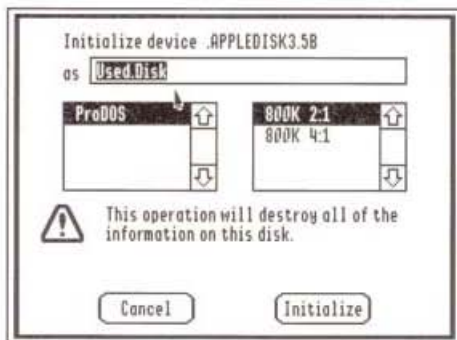 Initialize device .APPLEDISK3.5B
as Used.Disk
ProDOS
800K 2:1
800K 4:1
This operation will destroy all of the
information on this disk.
Cancel
Initialize